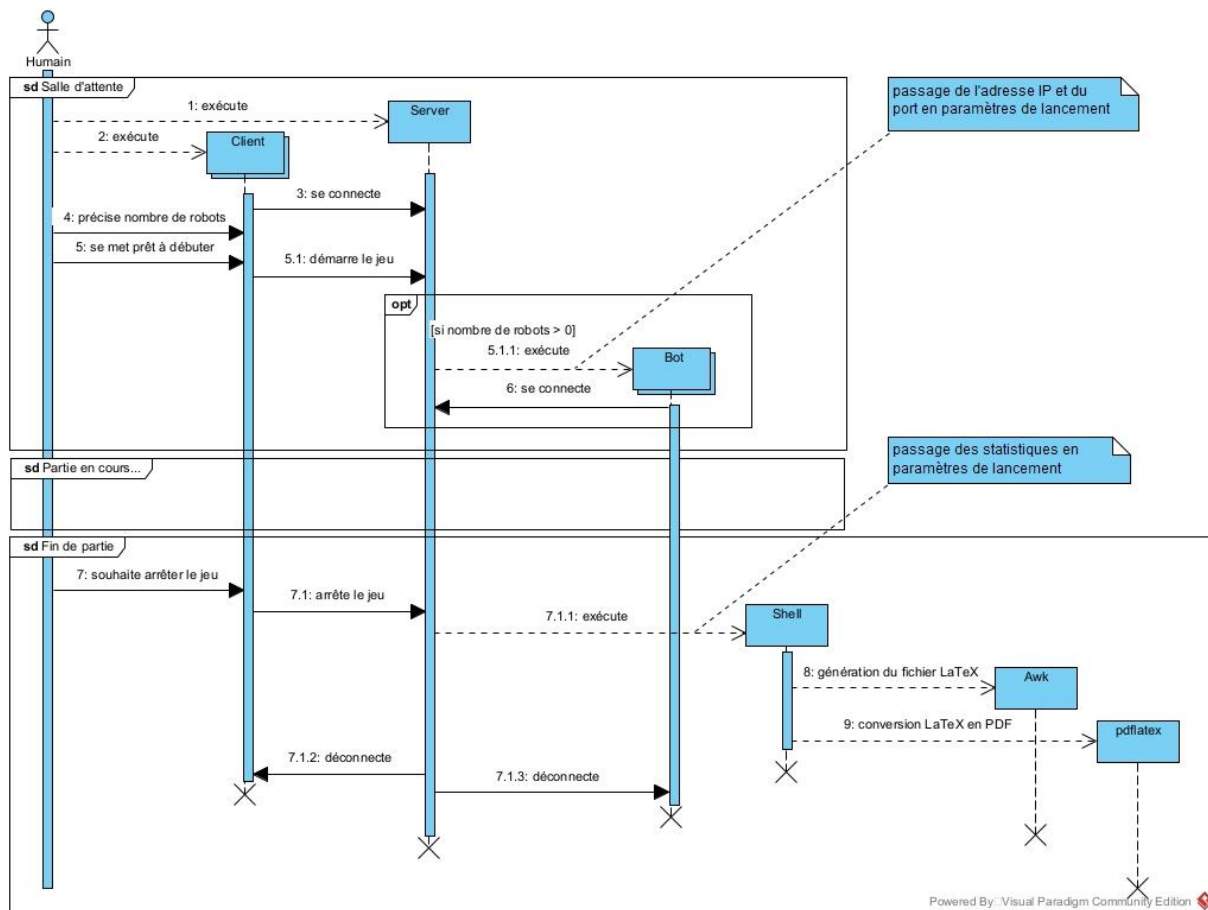 Humain
sd Salle d'attente
passage de l'adresse IP et du
port en paramètres de lancement
1: exécute
Server
2: exécute
Client
3: se connecte
4: précise nombre de robots
5: se met prêt à débuter
5.1: démarre le jeu
opt
[si nombre de robots > 0]
5.1.1: exécute
Bot
6: se connecte
passage des statistiques en
paramètres de lancement
sd Partie en cours...
sd Fin de partie
7: souhaite arrêter le jeu
7.1: arrête le jeu
7.1.1: exécute
Shell
8: génération du fichier LaTeX
Awk
9: conversion LaTeX en PDF
pdflatex
7.1.2: déconnecte
7.1.3: déconnecte
Powered By Visual Paradigm Community Edition